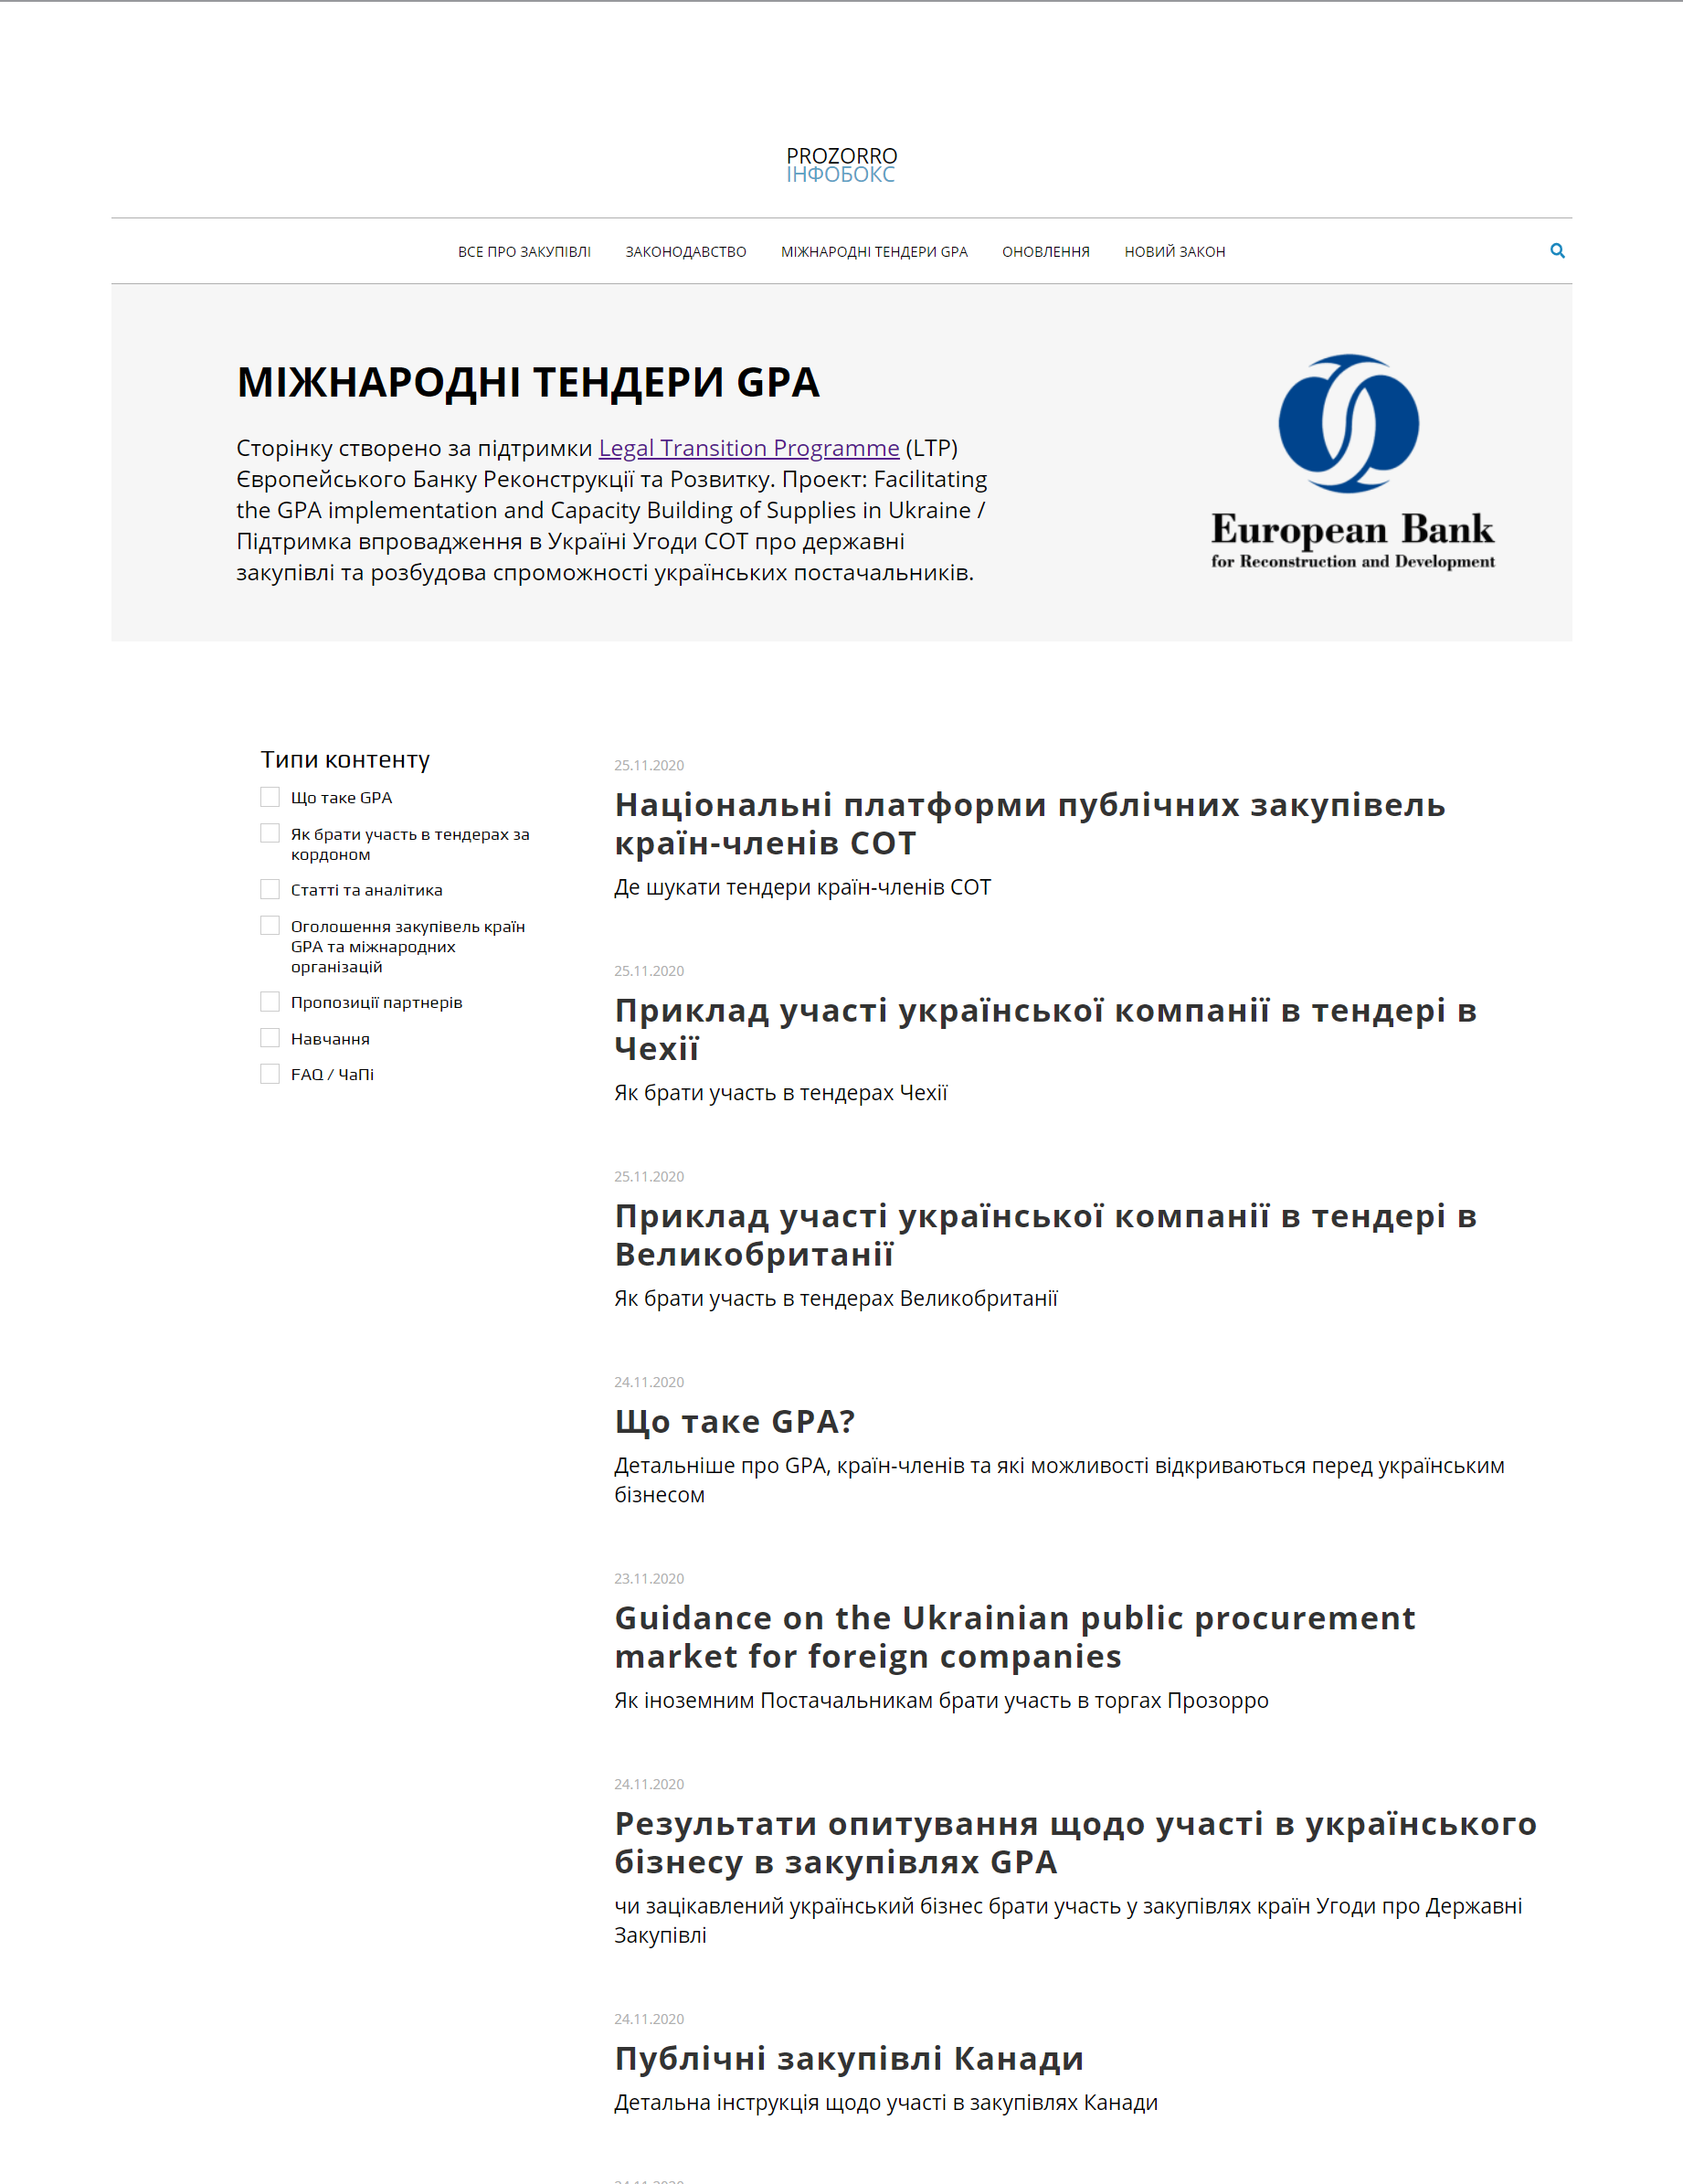 PROZORRO
ІНФОБОКС
ВСЕ ПРО ЗАКУПІВЛІ ЗАКОНОДАВСТВО МІЖНАРОДНІ ТЕНДЕРИ GPA ОНОВЛЕННЯ НОВИЙ ЗАКОН
МІЖНАРОДНІ ТЕНДЕРИ GPA
Сторінку створено за підтримки Legal Transition Programme (LTP)
Європейського Банку Реконструкції та Розвитку. Проект: Facilitating
the GPA implementation and Capacity Building of Supplies in Ukraine /
Підтримка впровадження в Україні Угоди СОТ про державні
закупівлі та розбудова спроможності українських постачальників.
European Bank
for Reconstruction and Development
Типи контенту
Що таке GPA
Як брати участь в тендерах за
кордоном
Статті та аналітика
Оголошення закупівель країн
GPA та міжнародних
організацій
Пропозиції партнерів
Навчання
FAQ / ЧаПі
25.11.2020
Національні платформи публічних закупівель
країн-членів СОТ
Де шукати тендери країн-членів СОТ
25.11.2020
Приклад участі української компанії в тендері в
Чехії
Як брати участь в тендерах Чехії
25.11.2020
Приклад участі української компанії в тендері в
Великобританії
Як брати участь в тендерах Великобританії
24.11.2020
Що таке GPA?
Детальніше про GPA, країн-членів та які можливості відкриваються перед українським
бізнесом
23.11.2020
Guidance on the Ukrainian public procurement
market for foreign companies
Як іноземним Постачальникам брати участь в торгах Прозорро
24.11.2020
Результати опитування щодо участі в українського
бізнесу в закупівлях GPA
чи зацікавлений український бізнес брати участь у закупівлях країн Угоди про Державні
Закупівлі
24.11.2020
Публічні закупівлі Канади
Детальна інструкція щодо участі в закупівлях Канади